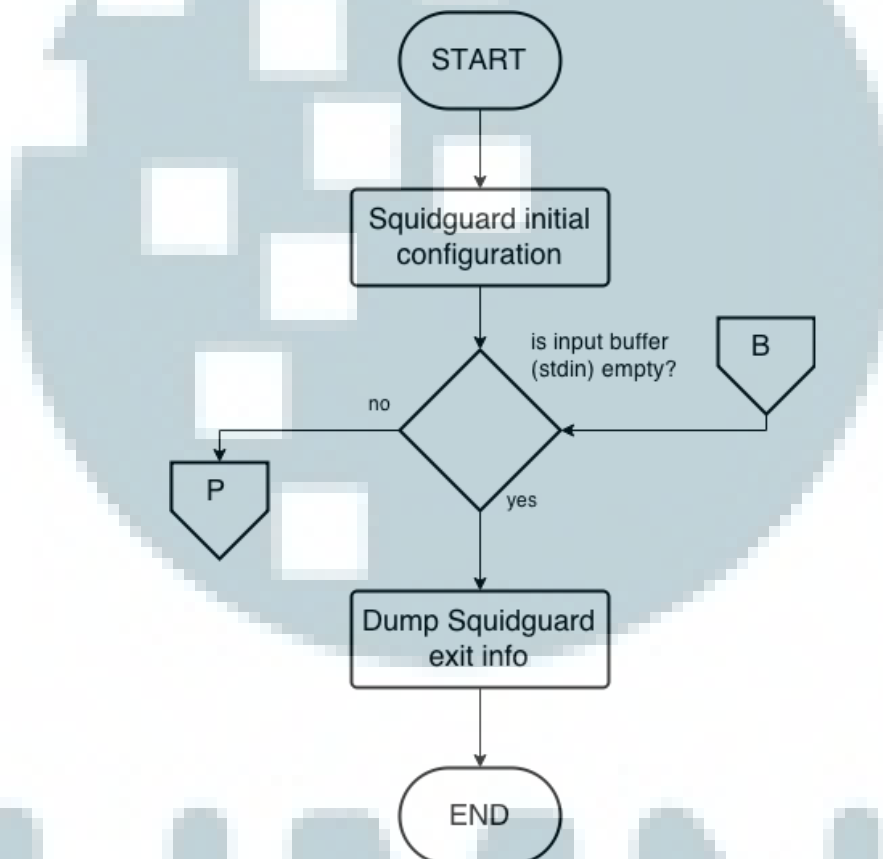 START
Squidguard initial
configuration
is input buffer
(stdin) empty?
B
no
P
yes
Dump Squidguard
exit info
END